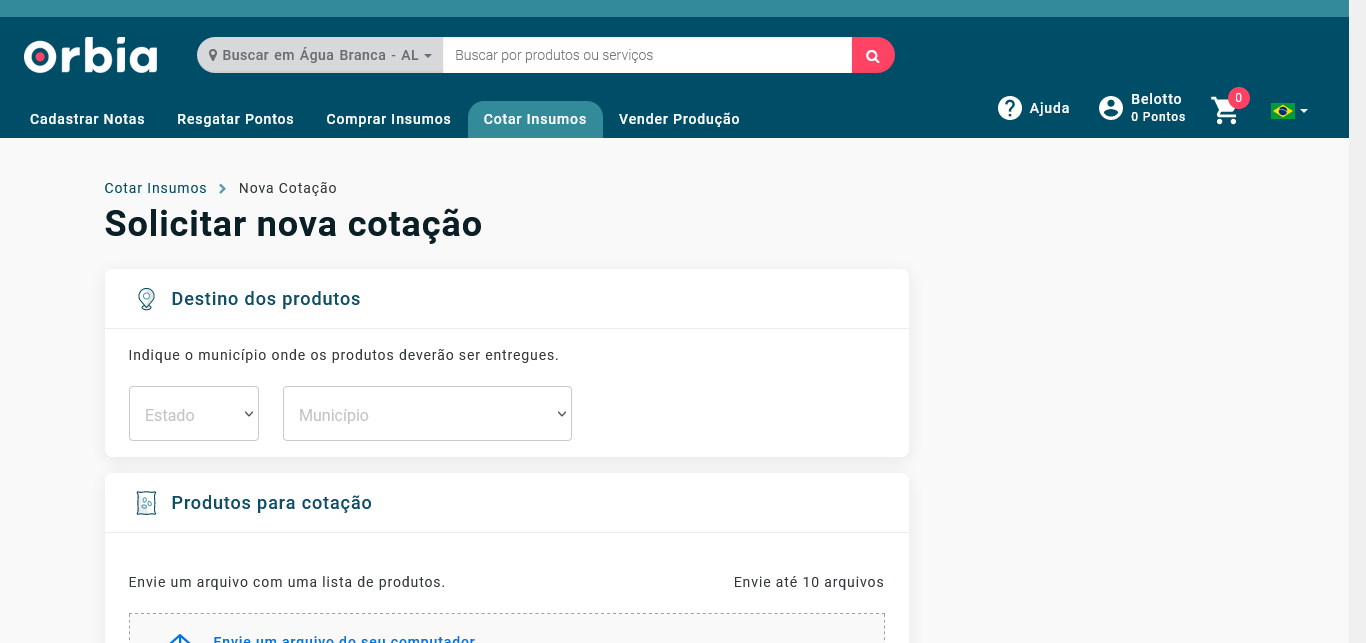 Orbia
Buscar em Água Branca - AL
Buscar por produtos ou serviços
Cadastrar Notas
Resgatar Pontos
Comprar Insumos
Cotar Insumos
Vender Produção
Ajuda
Belotto
0 Pontos
0
Cotar Insumos
Nova Cotação
Solicitar nova cotação
Destino dos produtos
Indique o município onde os produtos deverão ser entregues.
Estado
Município
Produtos para cotação
Envie um arquivo com uma lista de produtos.
Envie até 10 arquivos
Envie um arquivo do seu computador